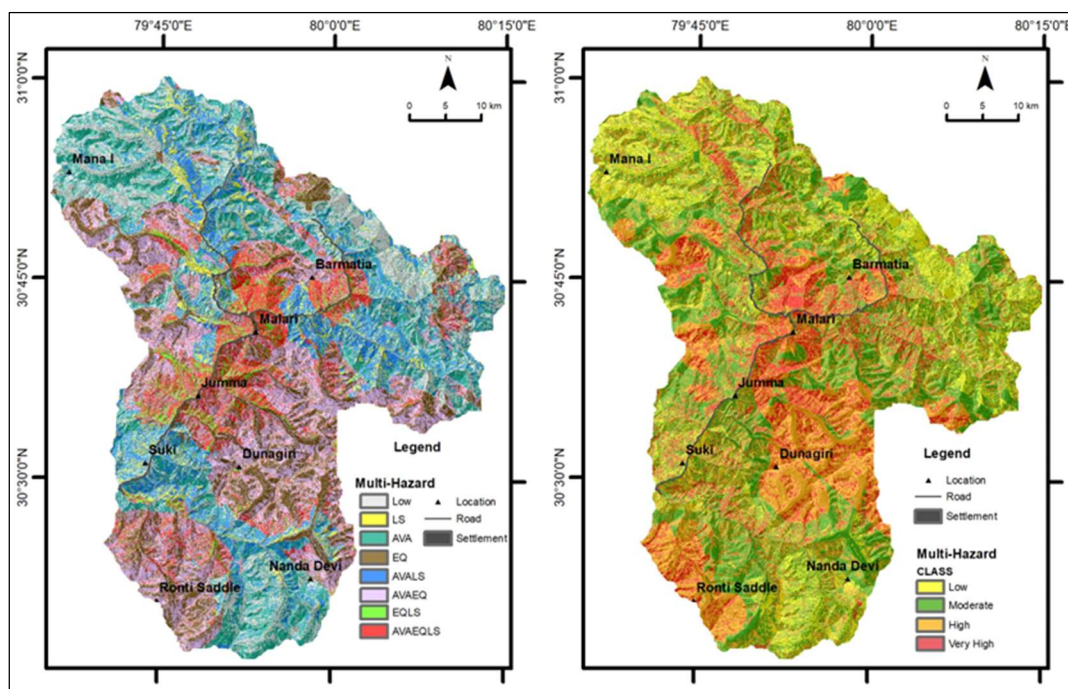 79°45'0"E 80°0'0"E 80°15'0"E
31°0'0"N
30°45'0"N
30°30'0"N
N
0 5 10 km
Mana I
Barmatia
Malari
Jumma
Suki
Dunagiri
Nanda Devi
Ronti Saddle
Legend
Multi-Hazard
Low
LS
AVA
EQ
AVALS
AVAEQ
EQLS
AVAEQLS
Location
Road
Settlement
79°45'0"E 80°0'0"E 80°15'0"E
31°0'0"N
30°45'0"N
30°30'0"N
N
0 5 10 km
Mana I
Barmatia
Malari
Jumma
Suki
Dunagiri
Nanda Devi
Ronti Saddle
Legend
Location
Road
Settlement
Multi-Hazard
CLASS
Low
Moderate
High
Very High